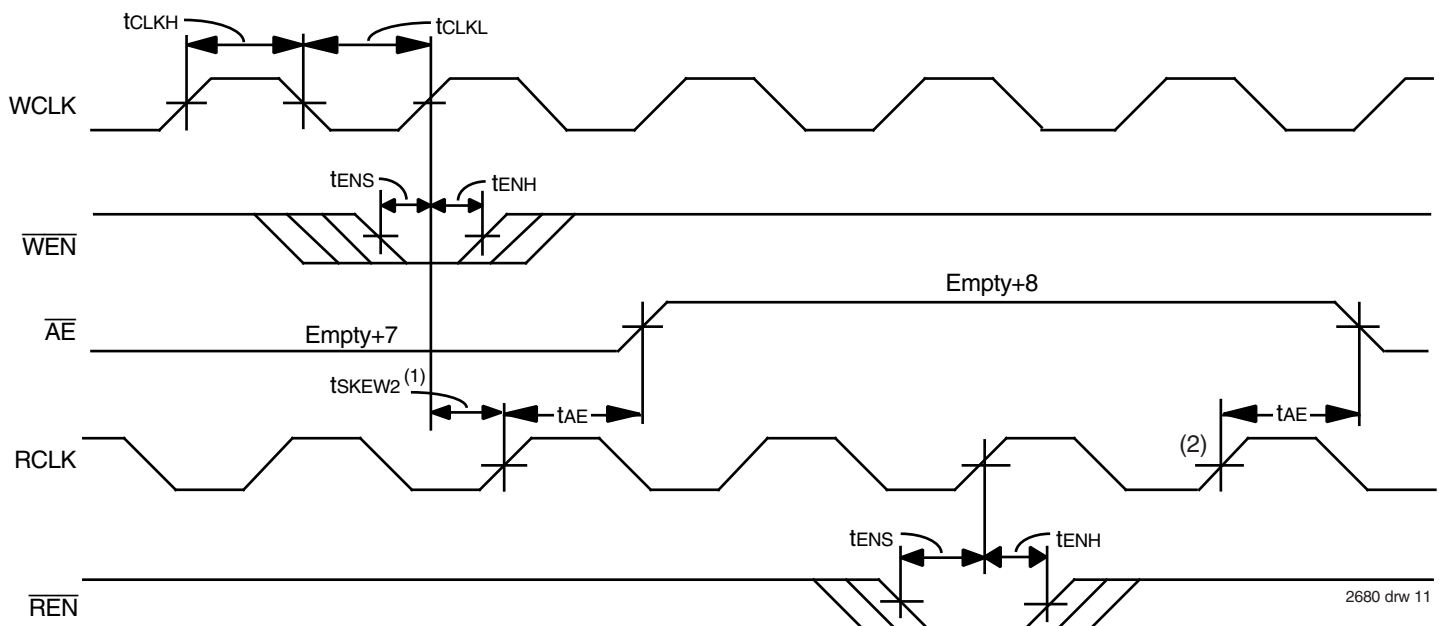 tCLKH tCLKL
WCLK
tENS tENH
WEN
Empty+8
AE
Empty+7
tSKEW2 (1)
tAE tAE
RCLK (2)
tENS tENH
REN
2680 drw 11